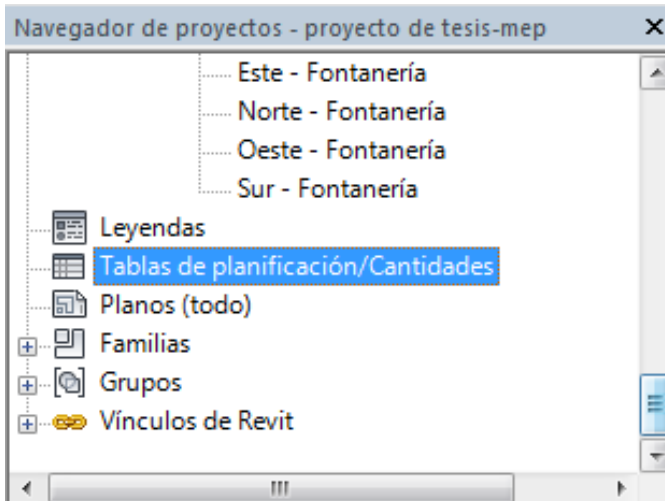 Navegador de proyectos - proyecto de tesis-mep
Este - Fontanería
Norte - Fontanería
Oeste - Fontanería
Sur - Fontanería
Leyendas
Tablas de planificación/Cantidades
Planos (todo)
Familias
Grupos
Vínculos de Revit